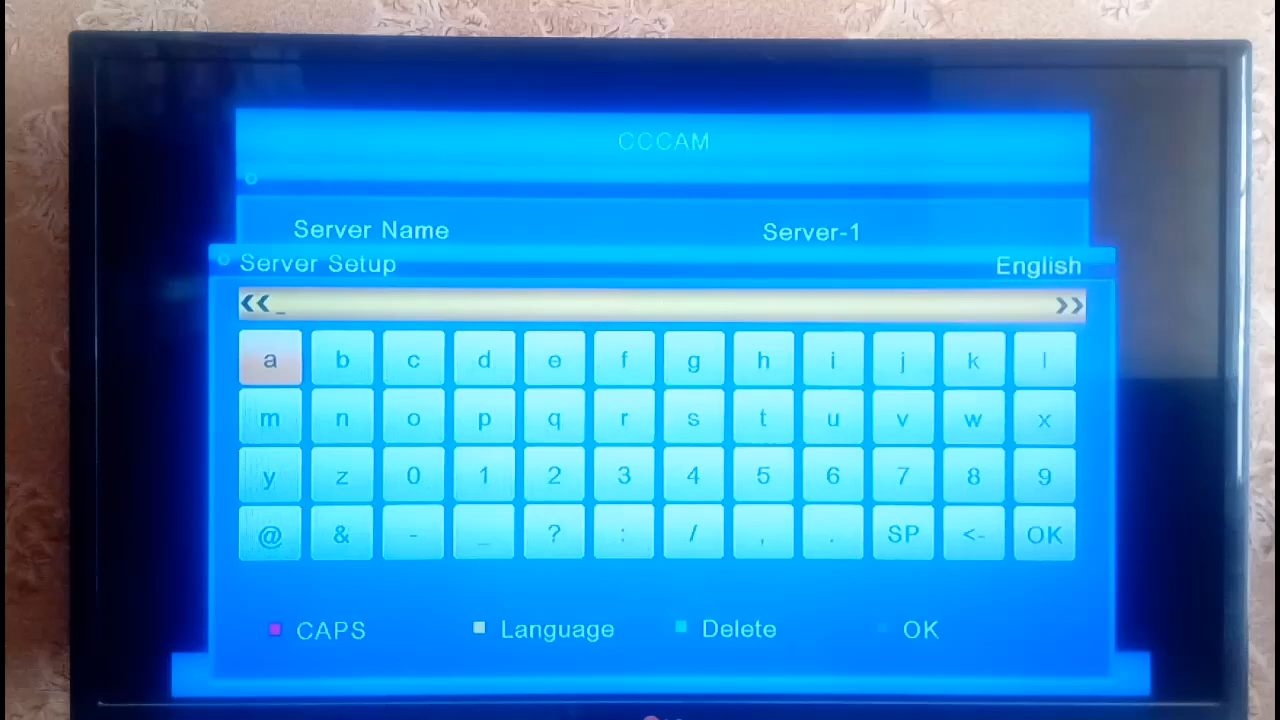 CCCAM
Server Name Server-1
Server Setup English
<<_ >>
a b c d e f g h i j k l
m n o p q r s t u v w x
y z 0 1 2 3 4 5 6 7 8 9
@ & - _ ? : / , . SP <- OK
CAPS Language Delete OK